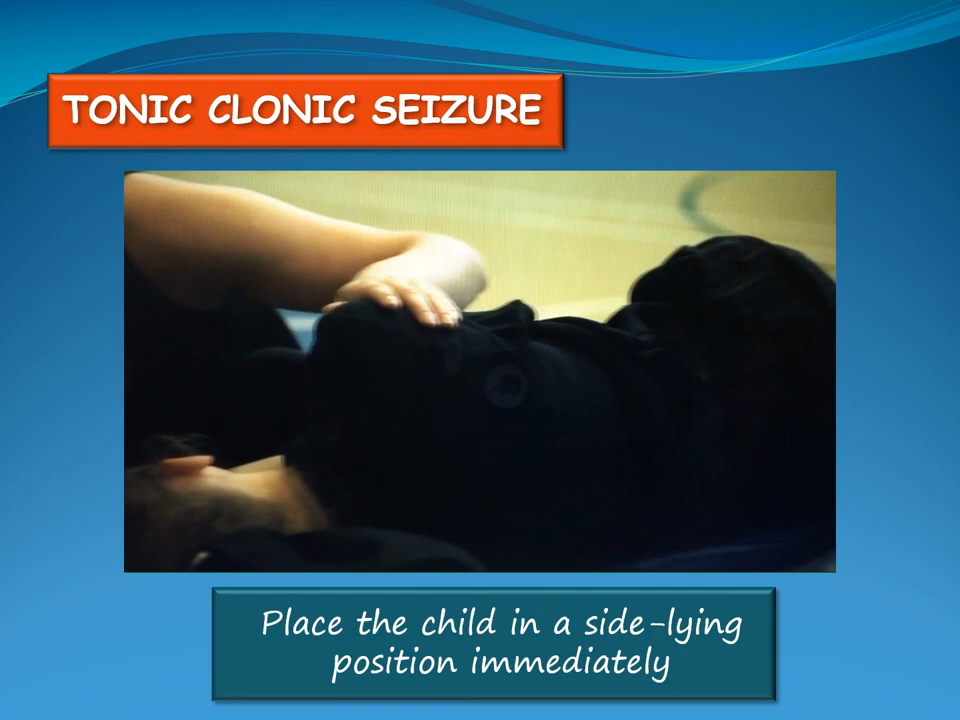 TONIC CLONIC SEIZURE
Place the child in a side-lying
position immediately